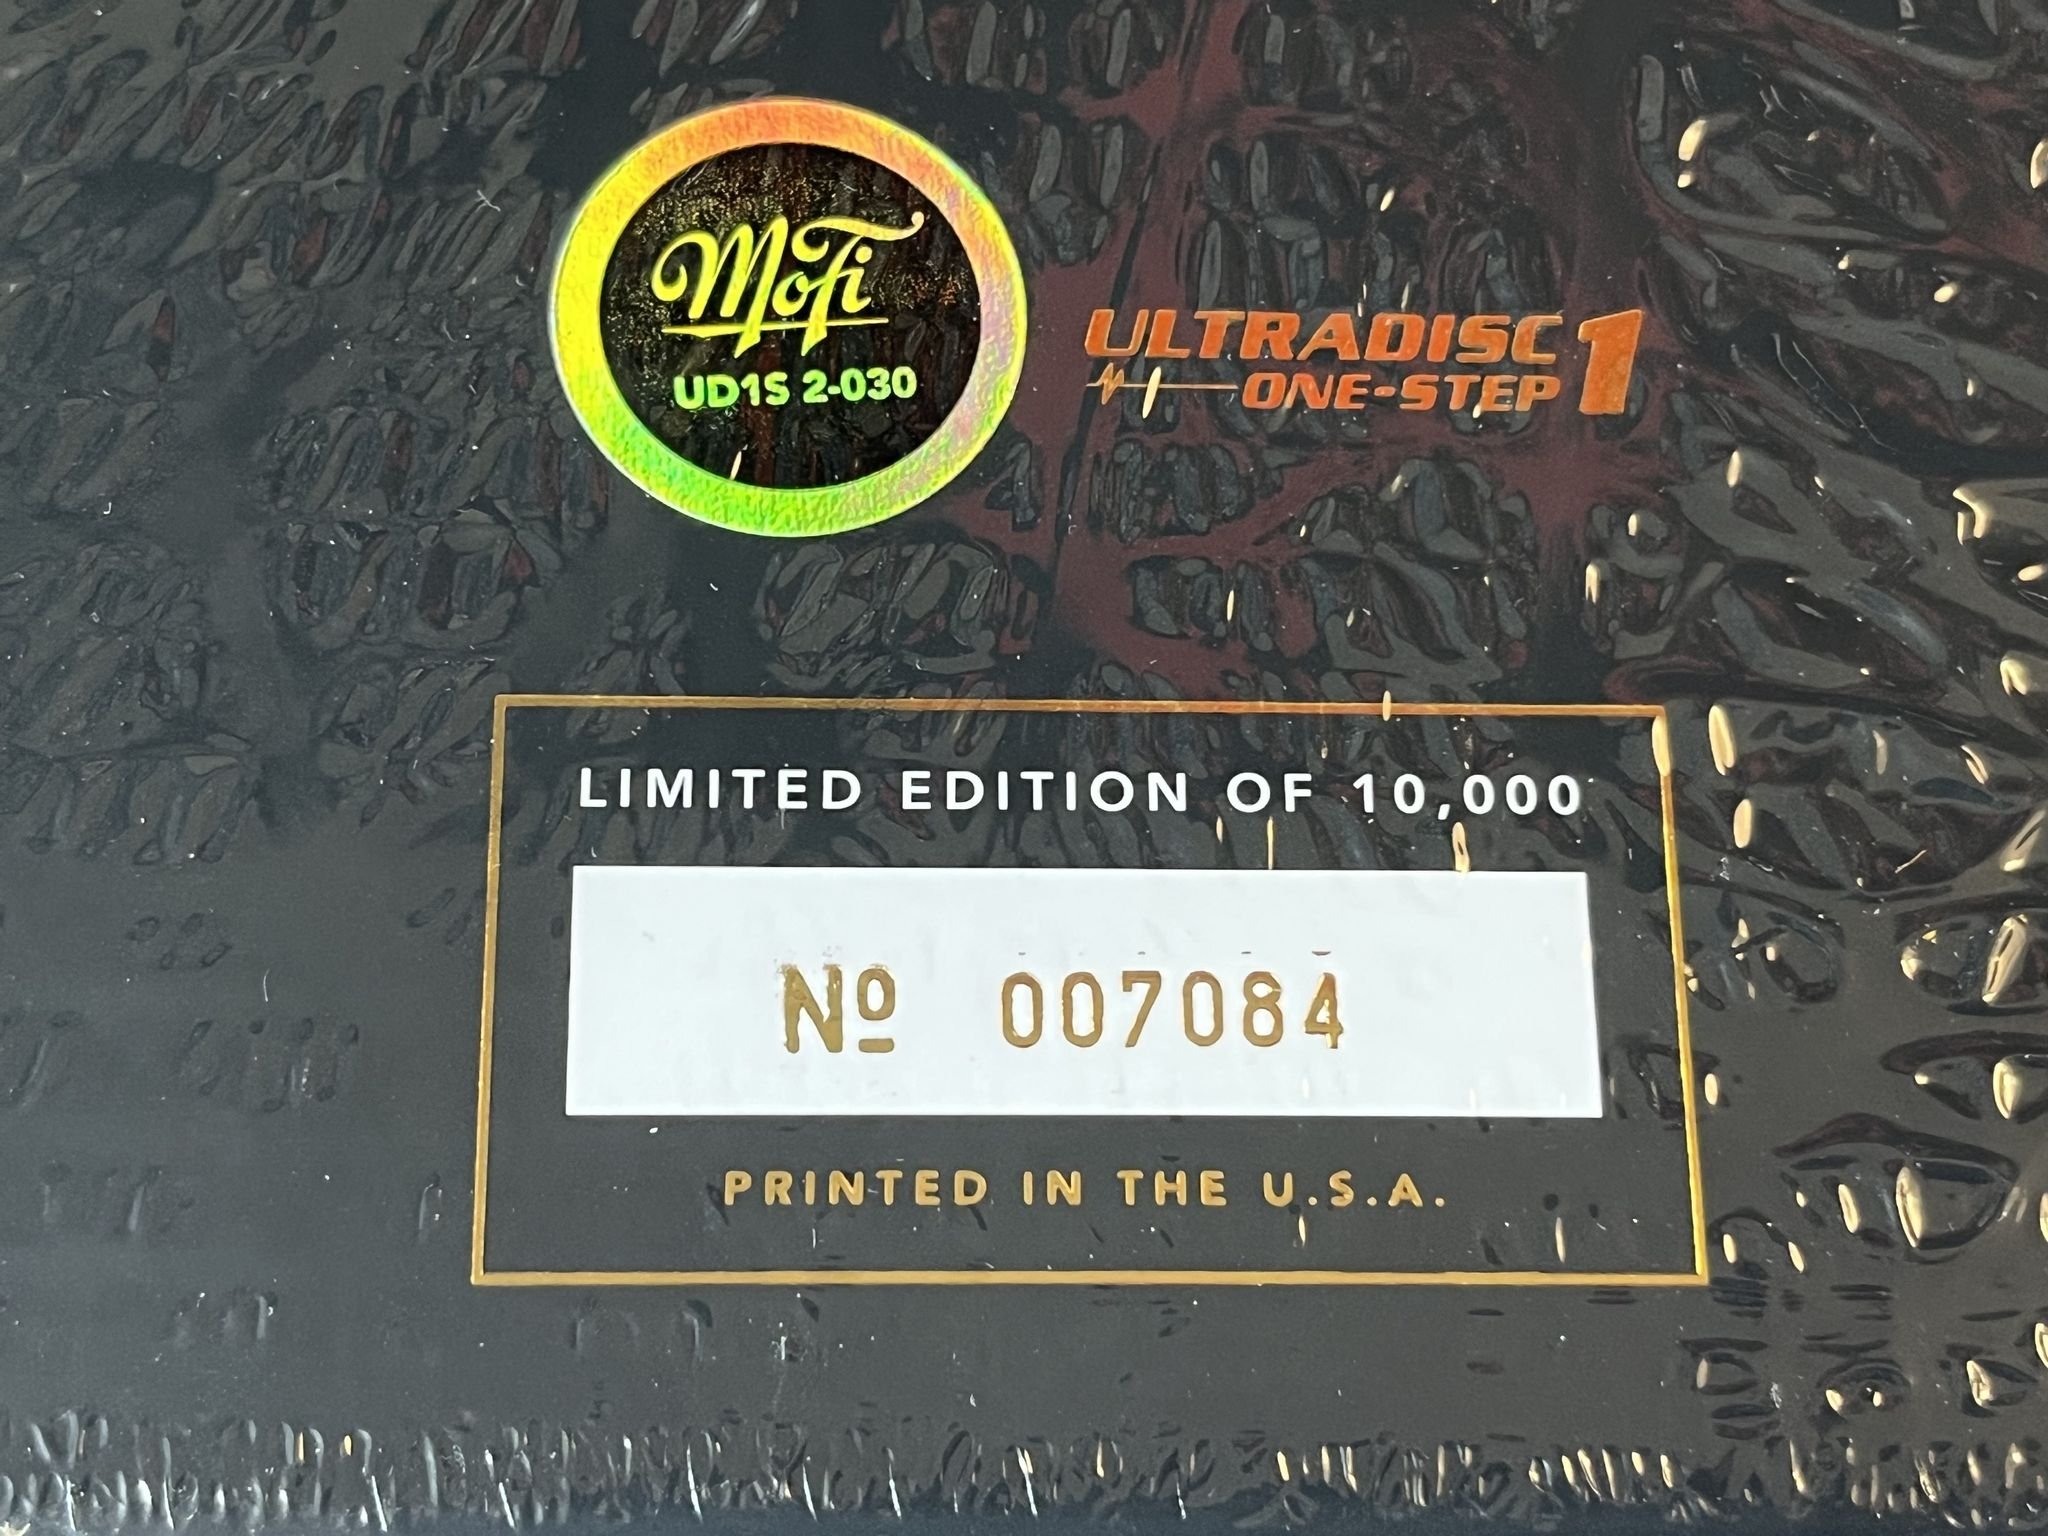 MoFi
UD1S 2-030
ULTRADISC 1
ONE-STEP
LIMITED EDITION OF 10,000
Nº 007084
PRINTED IN THE U.S.A.